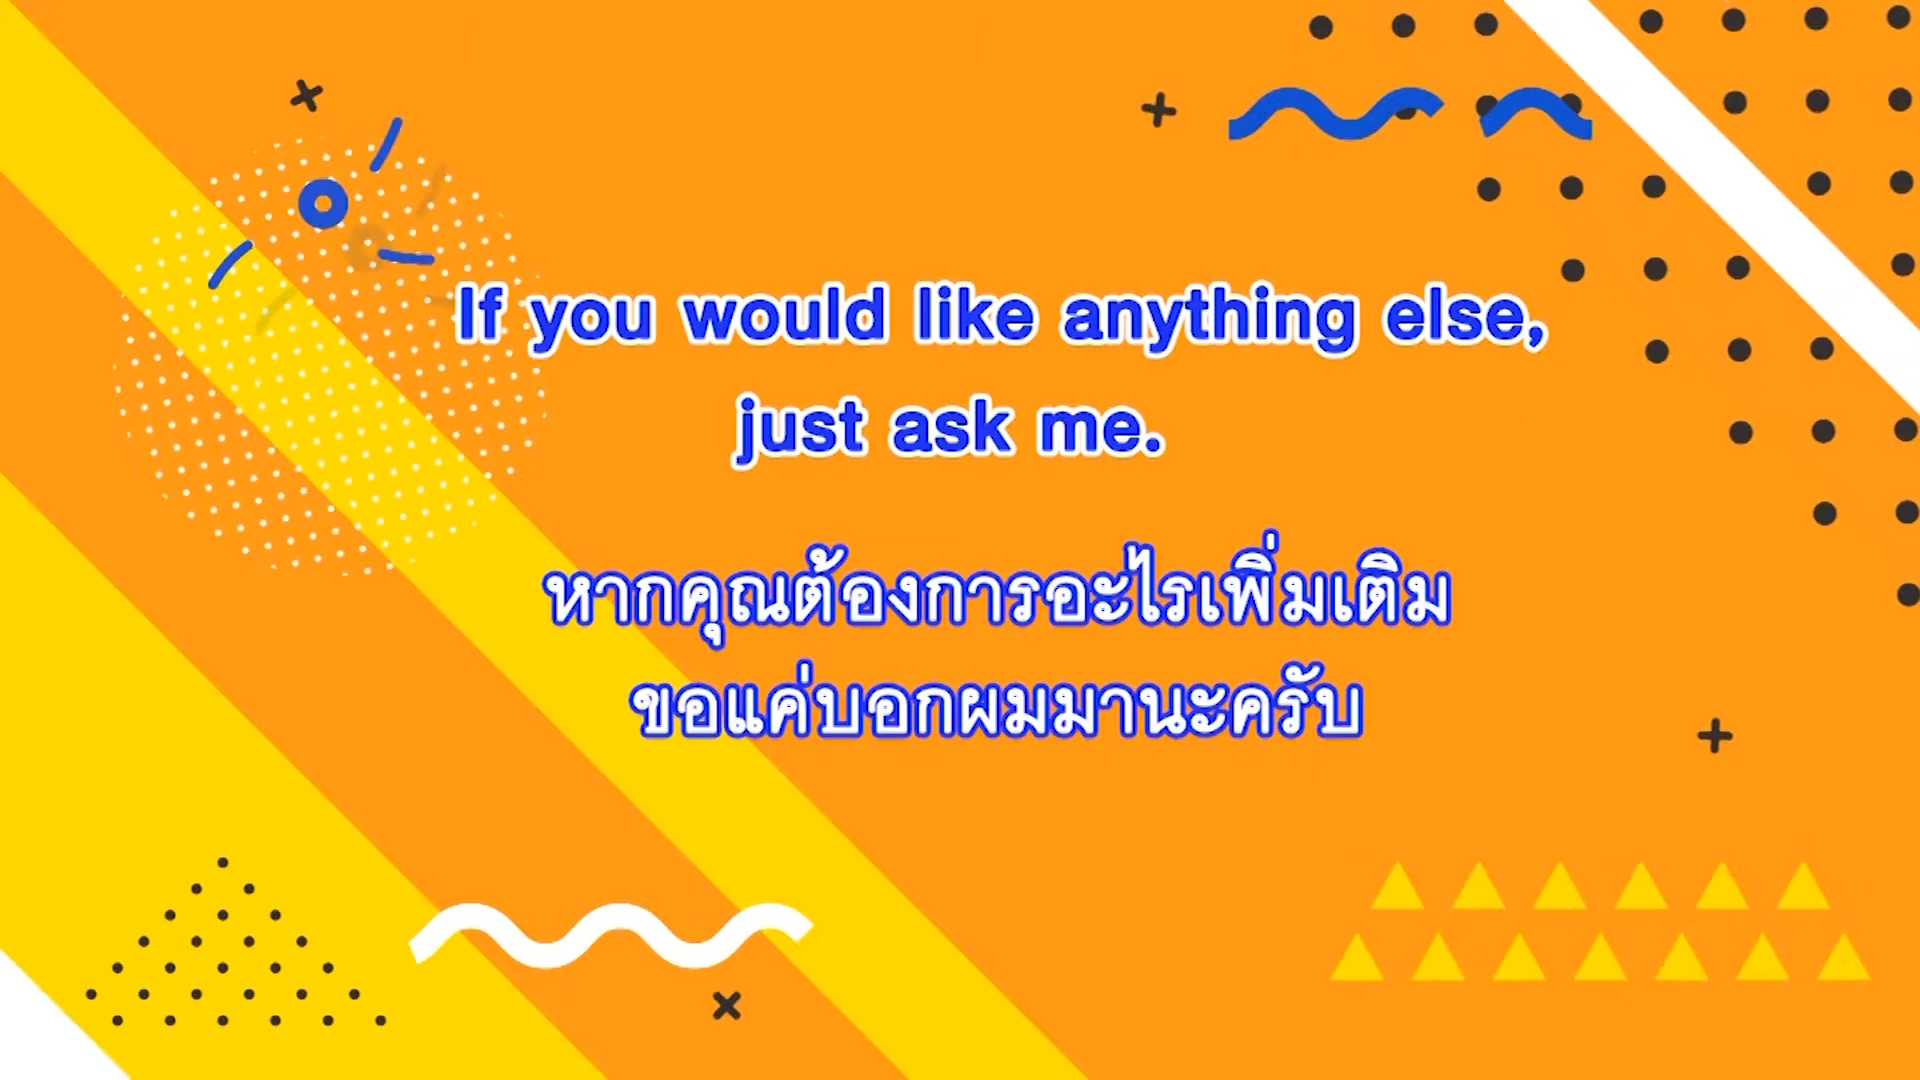 If you would like anything else,
just ask me.
หากคุณต้องการอะไรเพิ่มเติม
ขอแค่บอกผมมานะครับ